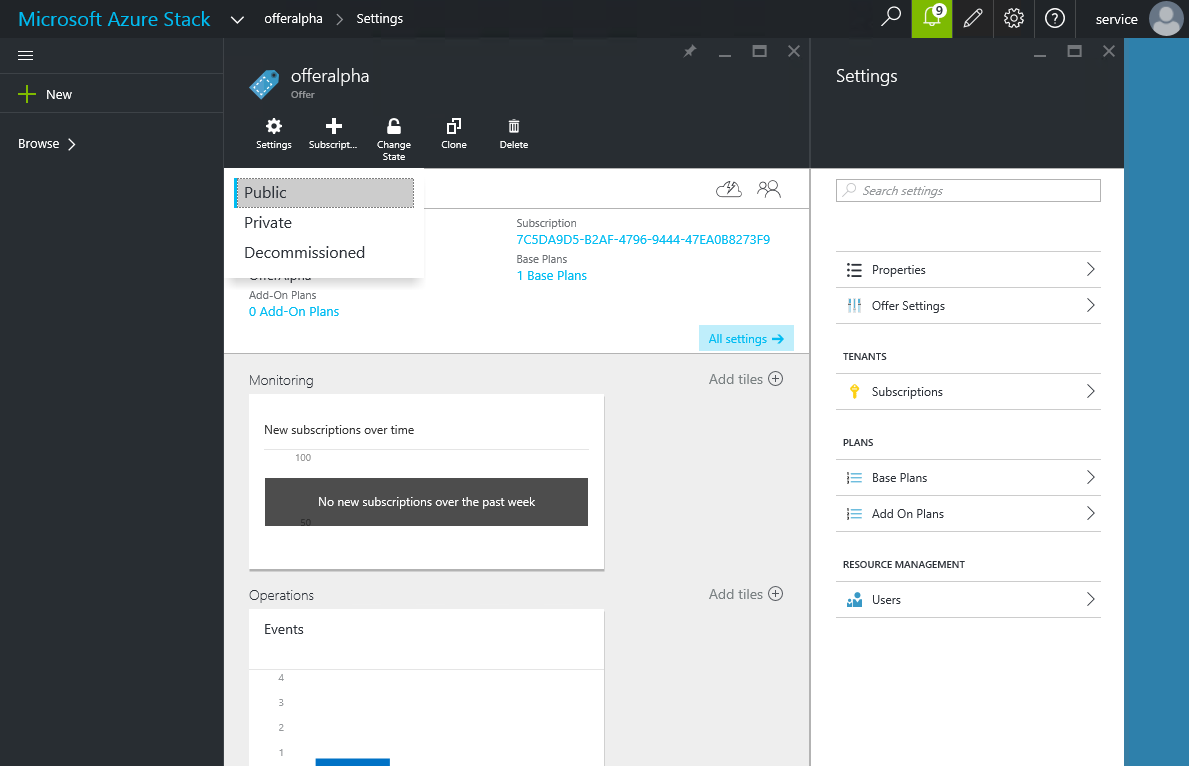 Microsoft Azure Stack
offeralpha
Settings
9
service
New
Browse
offeralpha
Offer
Settings
Subscript...
Change
State
Clone
Delete
Public
Private
Decommissioned
OfferAlpha
Add-On Plans
0 Add-On Plans
Subscription
7C5DA9D5-B2AF-4796-9444-47EA0B8273F9
Base Plans
1 Base Plans
All settings
Monitoring
Add tiles
New subscriptions over time
100
No new subscriptions over the past week
50
Operations
Add tiles
Events
4
3
2
1
Settings
Search settings
Properties
Offer Settings
TENANTS
Subscriptions
PLANS
Base Plans
Add On Plans
RESOURCE MANAGEMENT
Users